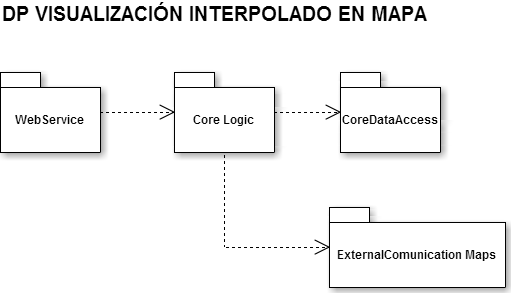 DP VISUALIZACIÓN INTERPOLADO EN MAPA
WebService
Core Logic
CoreDataAccess
ExternalComunication Maps